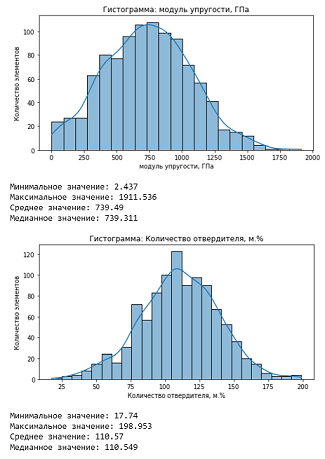 Гистограмма: модуль упругости, ГПа
Количество элементов
100
80
60
40
20
0
0 250 500 750 1000 1250 1500 1750 2000
модуль упругости, ГПа
Минимальное значение: 2.437
Максимальное значение: 1911.536
Среднее значение: 739.49
Медианное значение: 739.311
Гистограмма: Количество отвердителя, м.%
Количество элементов
120
100
80
60
40
20
0
25 50 75 100 125 150 175 200
Количество отвердителя, м.%
Минимальное значение: 17.74
Максимальное значение: 198.953
Среднее значение: 110.57
Медианное значение: 110.549